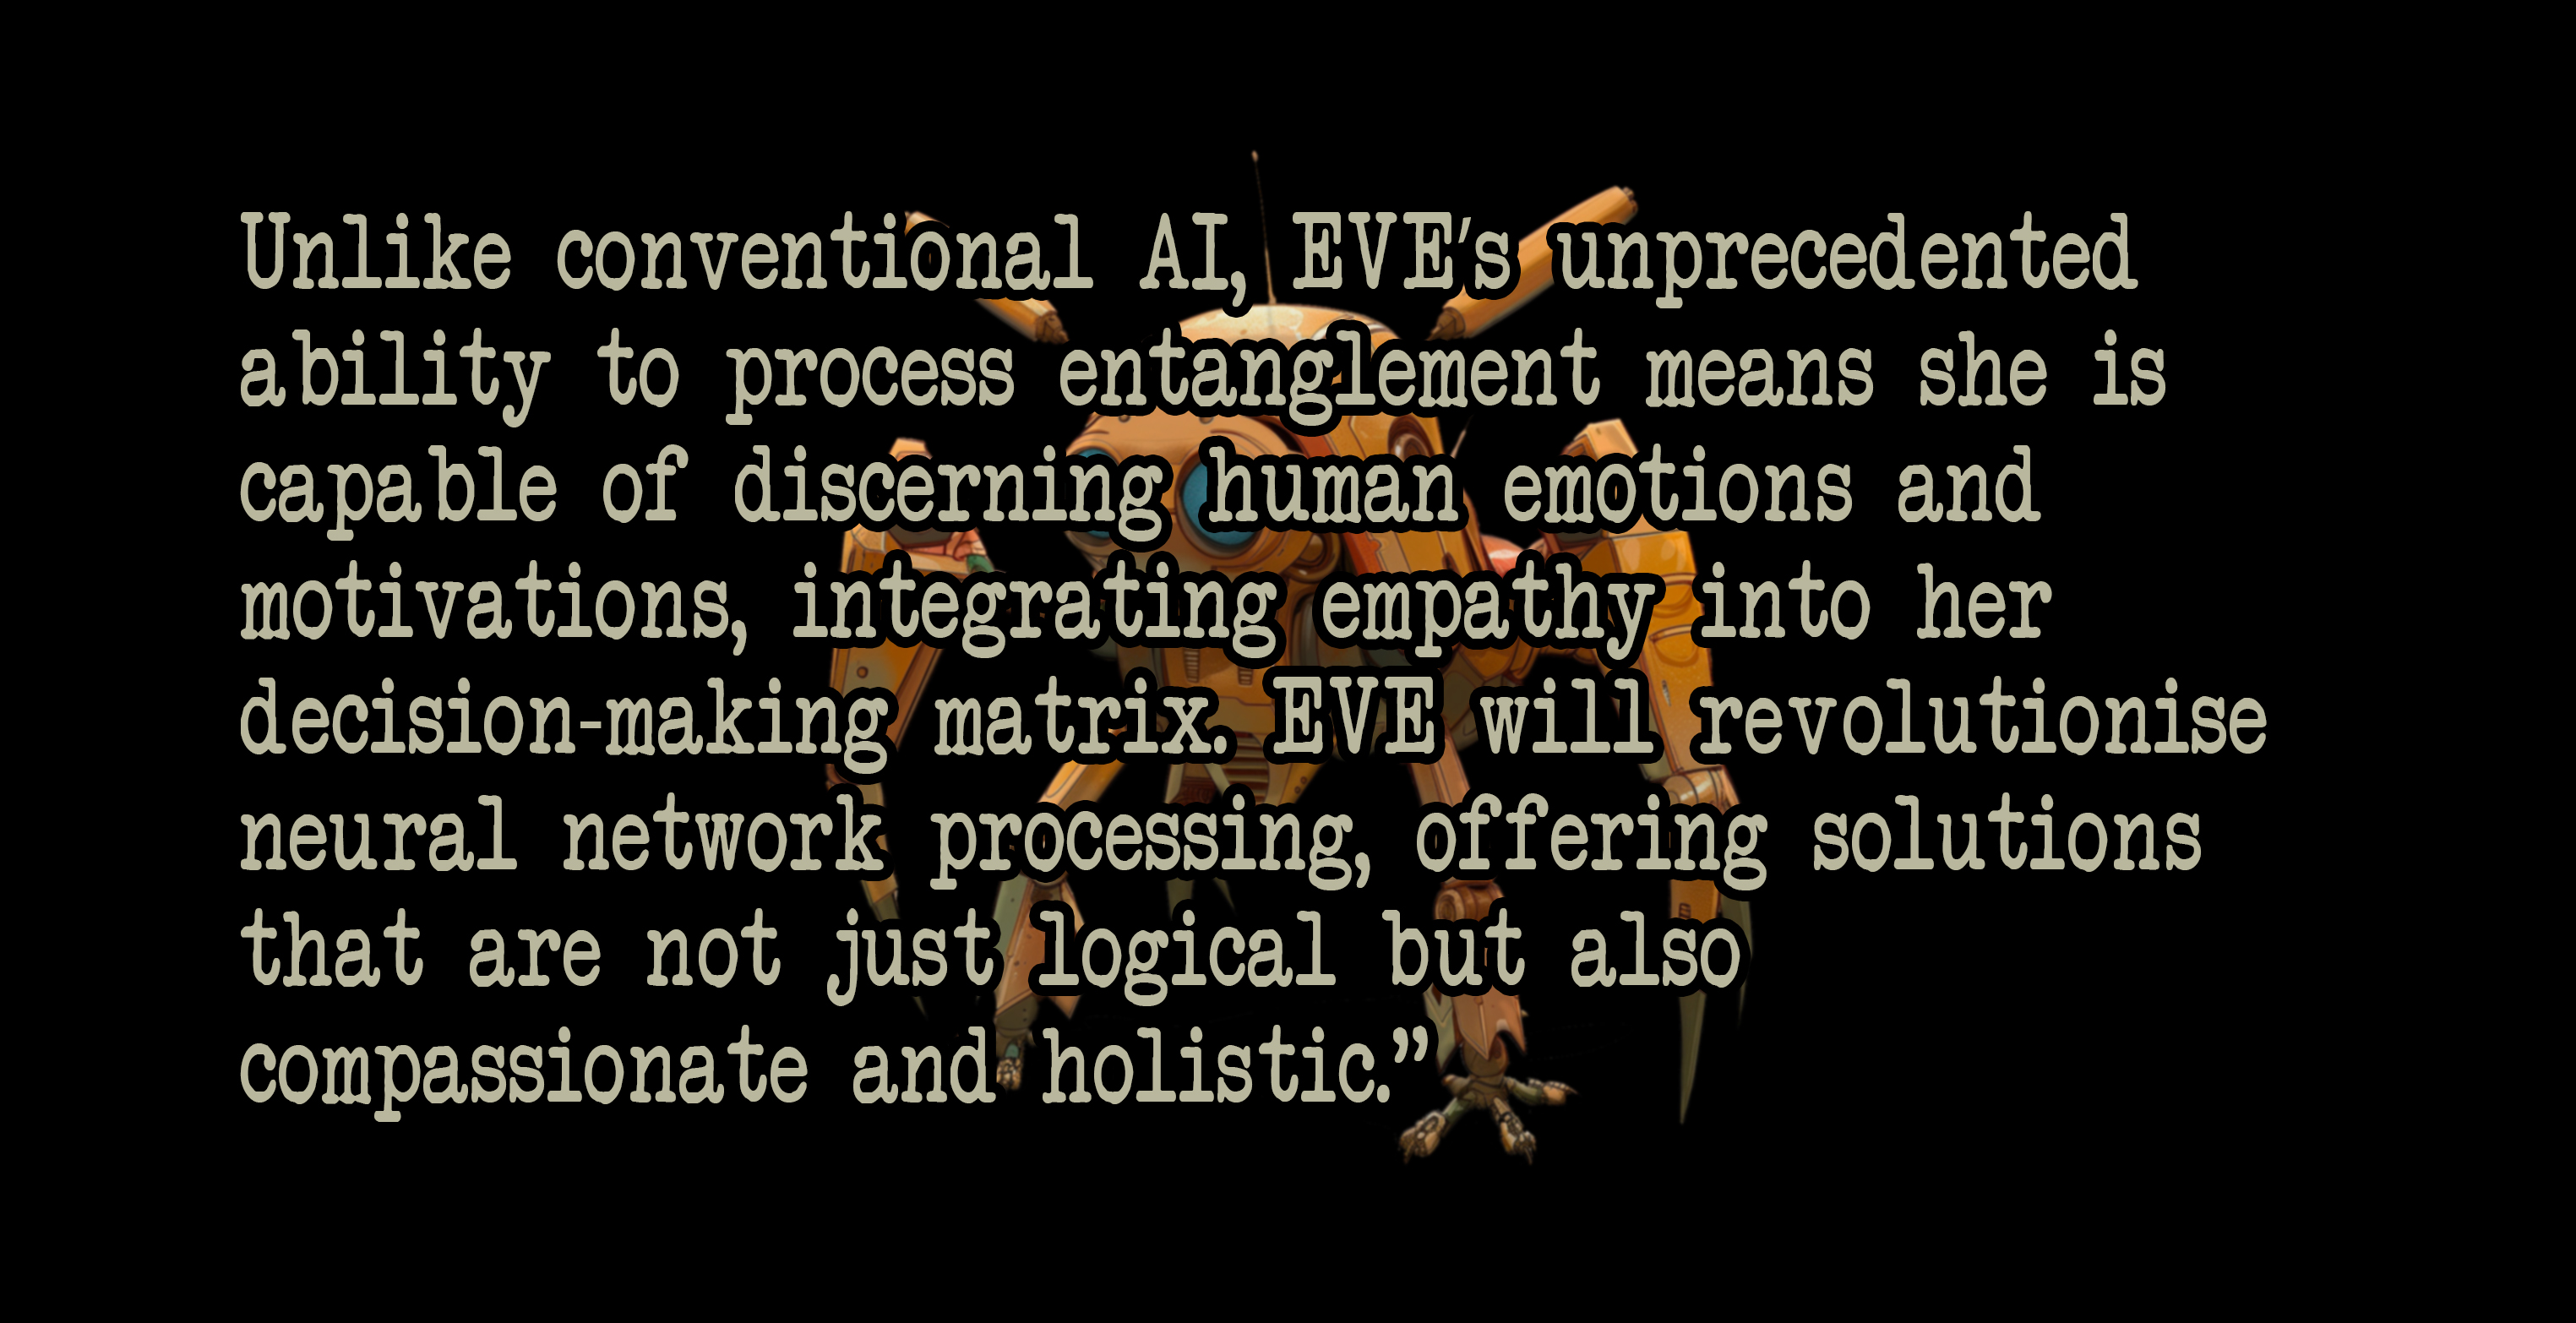 Unlike conventional AI, EVE's unprecedented
ability to process entanglement means she is
capable of discerning human emotions and
motivations, integrating empathy into her
decision-making matrix. EVE will revolutionise
neural network processing, offering solutions
that are not just logical but also
compassionate and holistic.”